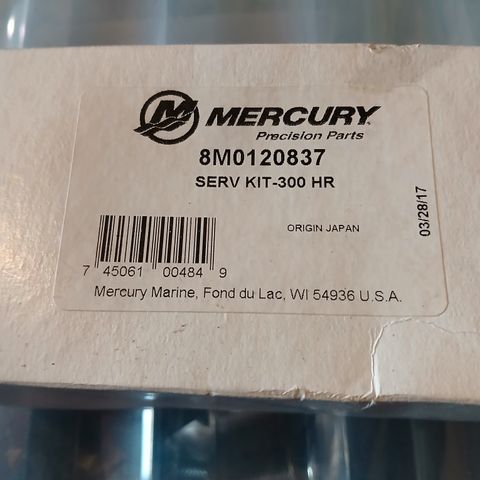 MERCURY
Precision Parts
8M0120837
SERV KIT-300 HR
ORIGIN JAPAN
03/28/17
7 45061 00484 9
Mercury Marine, Fond du Lac, WI 54936 U.S.A.